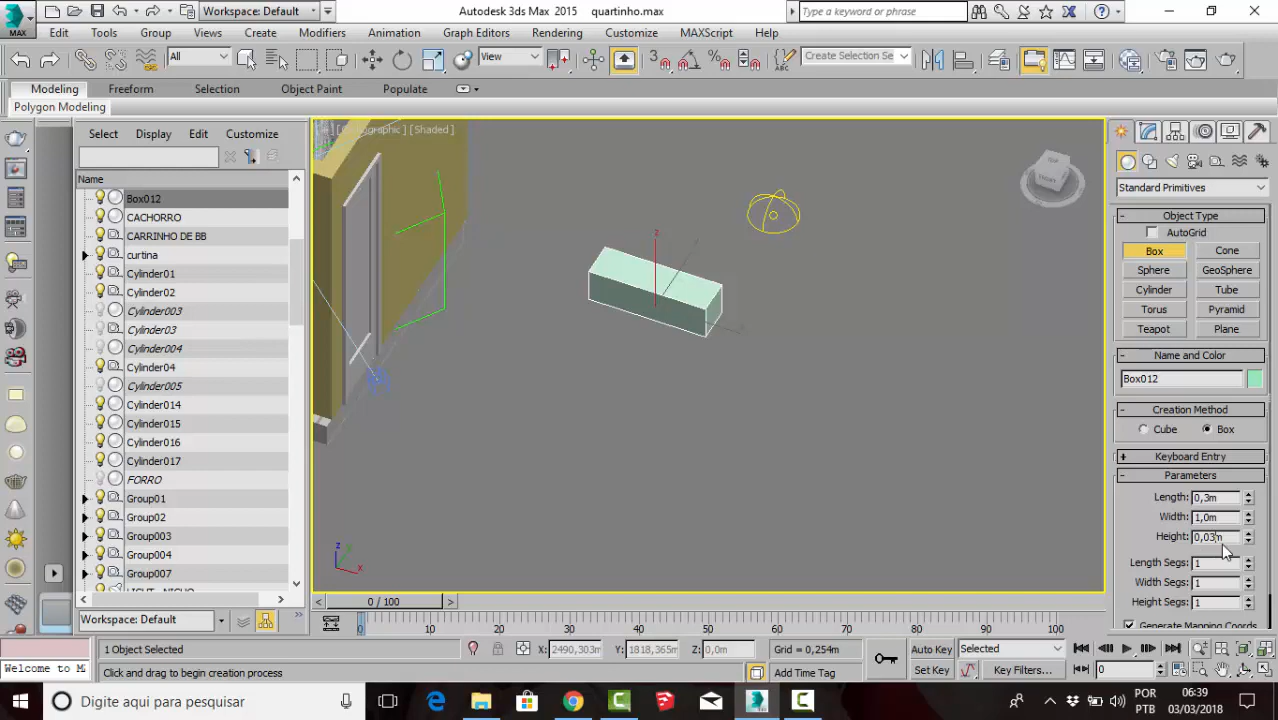 MAX
Workspace: Default
Autodesk 3ds Max 2015 quartinho.max
Type a keyword or phrase
Edit Tools Group Views Create Modifiers Animation Graph Editors Rendering Customize MAXScript Help
All
View
3
Create Selection Se
Modeling Freeform Selection Object Paint Populate
Polygon Modeling
Select Display Edit Customize
Name
Box012
CACHORRO
CARRINHO DE BB
curtina
Cylinder01
Cylinder02
Cylinder003
Cylinder03
Cylinder004
Cylinder04
Cylinder005
Cylinder014
Cylinder015
Cylinder016
Cylinder017
FORRO
Group01
Group02
Group003
Group004
Group007
Workspace: Default
[Shaded]
z
z
x
Standard Primitives
Object Type
AutoGrid
Box Cone
Sphere GeoSphere
Cylinder Tube
Torus Pyramid
Teapot Plane
Name and Color
Box012
Creation Method
Cube Box
Keyboard Entry
Parameters
Length: 0,3m
Width: 1,0m
Height: 0,03m
Length Segs: 1
Width Segs: 1
Height Segs: 1
Generate Mapping Coords.
0 / 100
0 10 20 30 40 50 60 70 80 90 100
Welcome to M
1 Object Selected
X: 2490,303m Y: 1818,365m Z: 0,0m Grid = 0,254m
Click and drag to begin creation process
Add Time Tag
Auto Key Selected
Set Key Key Filters...
0
Digite aqui para pesquisar
POR
PTB
06:39
03/03/2018